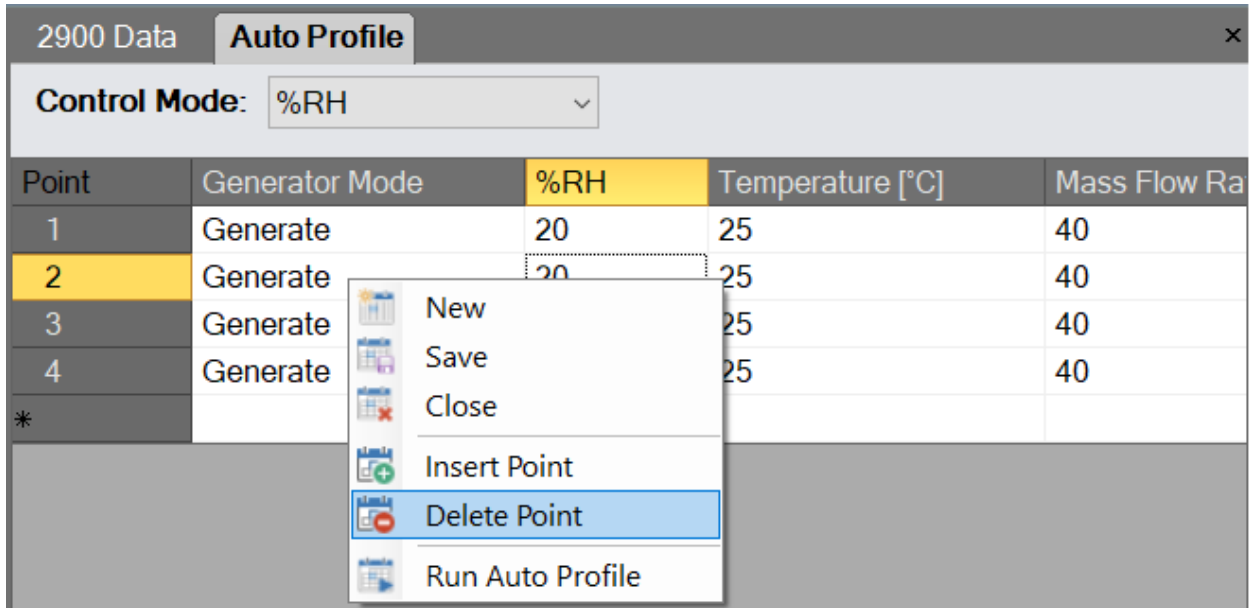 2900 Data Auto Profile ×
Control Mode: %RH
Point Generator Mode %RH Temperature [°C] Mass Flow Ra
1 Generate 20 25 40
2 Generate 20 25 40
3 Generate 25 40
4 Generate 25 40
*
New
Save
Close
Insert Point
Delete Point
Run Auto Profile